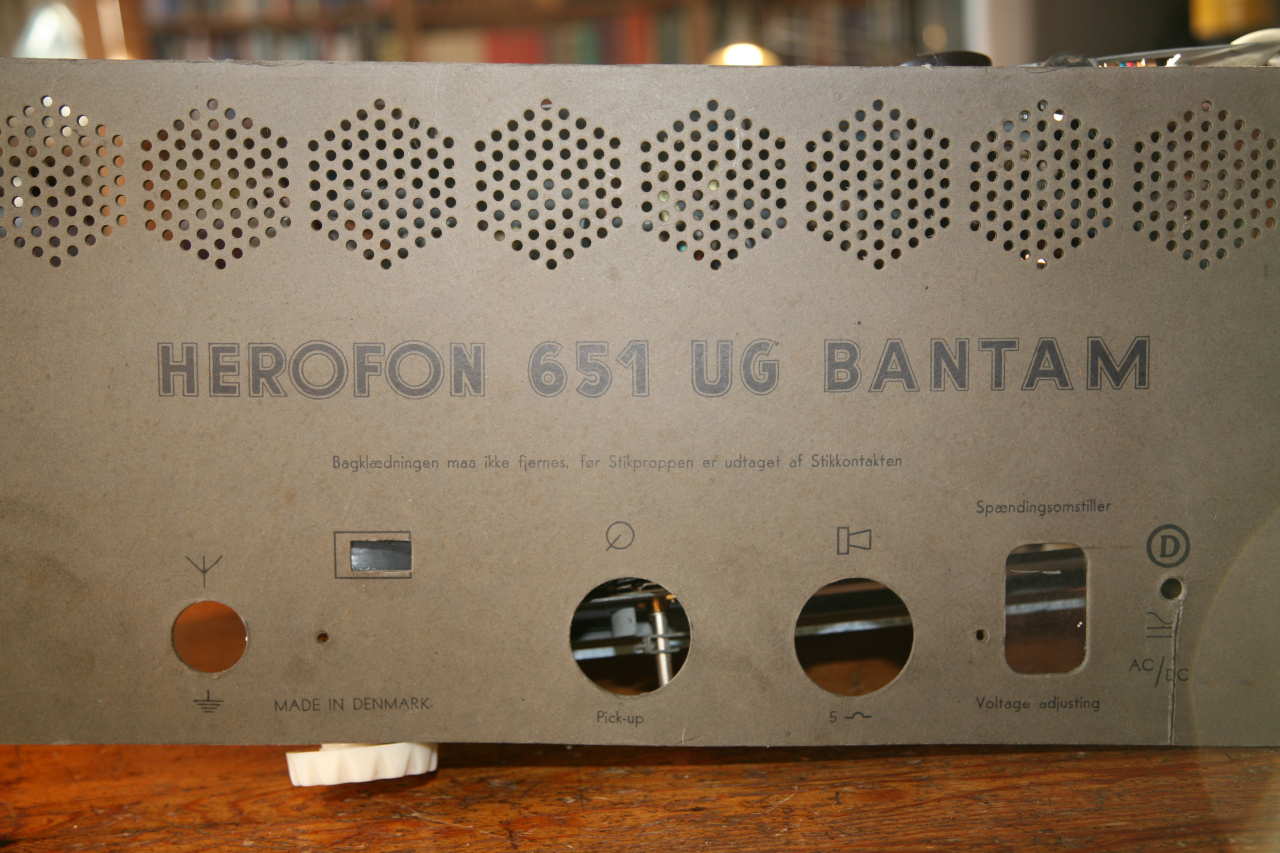 HEROFON 651 UG BANTAM
Bagklædningen maa ikke fjernes, før Stikproppen er udtaget af Stikkontakten
Spændingsomstiller
D
AC/DC
MADE IN DENMARK
Pick-up
5
Voltage adjusting